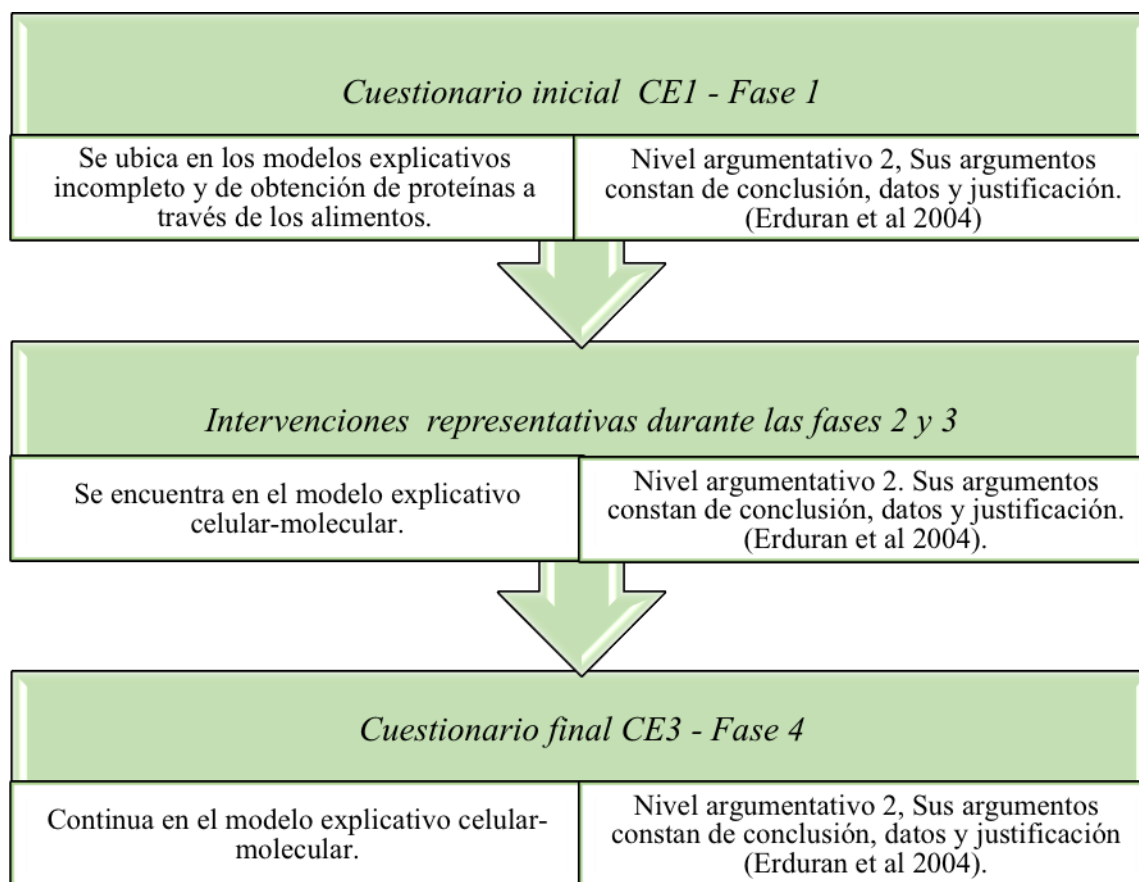 Cuestionario inicial CE1 - Fase 1
Se ubica en los modelos explicativos
incompleto y de obtención de proteínas a
través de los alimentos.
Nivel argumentativo 2, Sus argumentos
constan de conclusión, datos y justificación.
(Erduran et al 2004)
Intervenciones representativas durante las fases 2 y 3
Se encuentra en el modelo explicativo
celular-molecular.
Nivel argumentativo 2. Sus argumentos
constan de conclusión, datos y justificación.
(Erduran et al 2004).
Cuestionario final CE3 - Fase 4
Continua en el modelo explicativo celular-
molecular.
Nivel argumentativo 2, Sus argumentos
constan de conclusión, datos y justificación
(Erduran et al 2004).